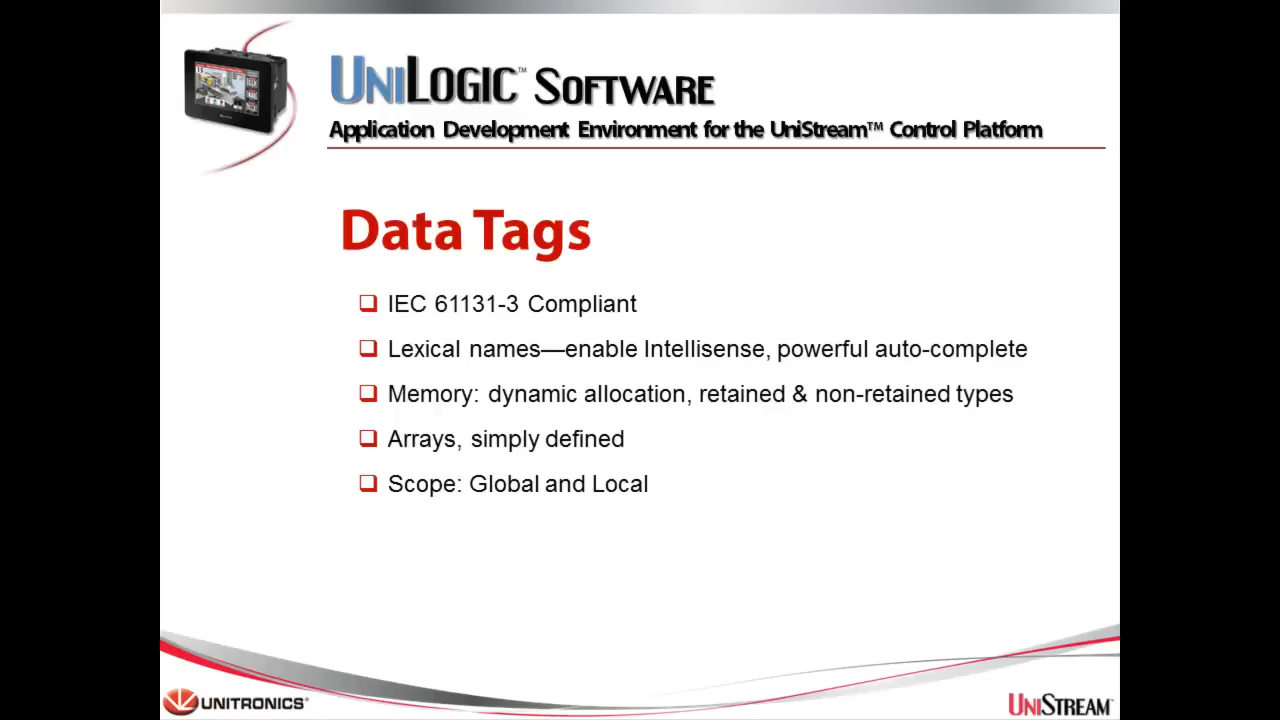 UniLogic™ Software
Application Development Environment for the UniStream™ Control Platform
Data Tags
IEC 61131-3 Compliant
Lexical names—enable Intellisense, powerful auto-complete
Memory: dynamic allocation, retained & non-retained types
Arrays, simply defined
Scope: Global and Local
UNITRONICS®
UniStream™